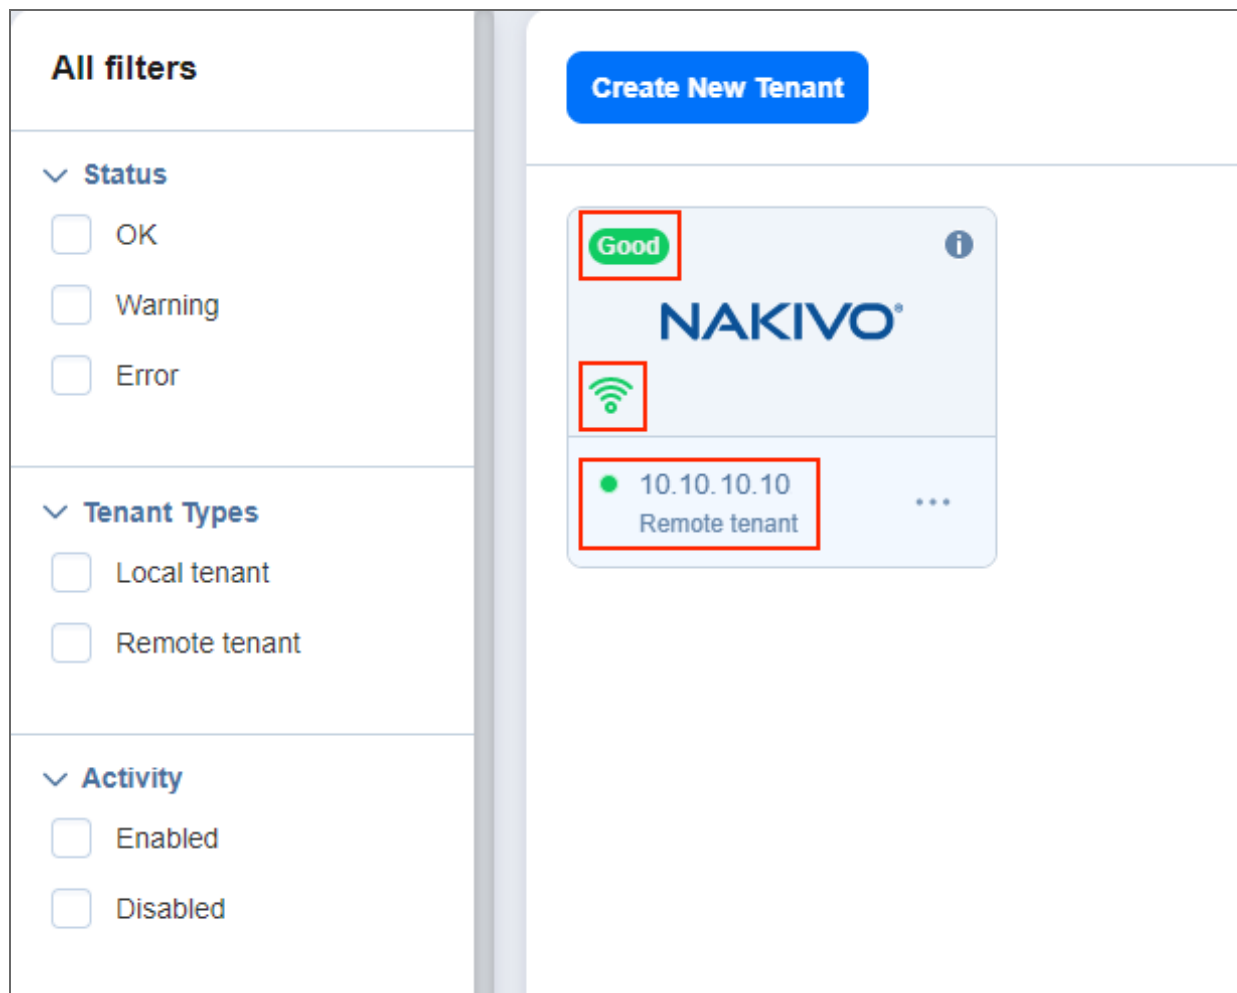 All filters
Status
OK
Warning
Error
Tenant Types
Local tenant
Remote tenant
Activity
Enabled
Disabled
Create New Tenant
Good
NAKIVO®
10.10.10.10
Remote tenant